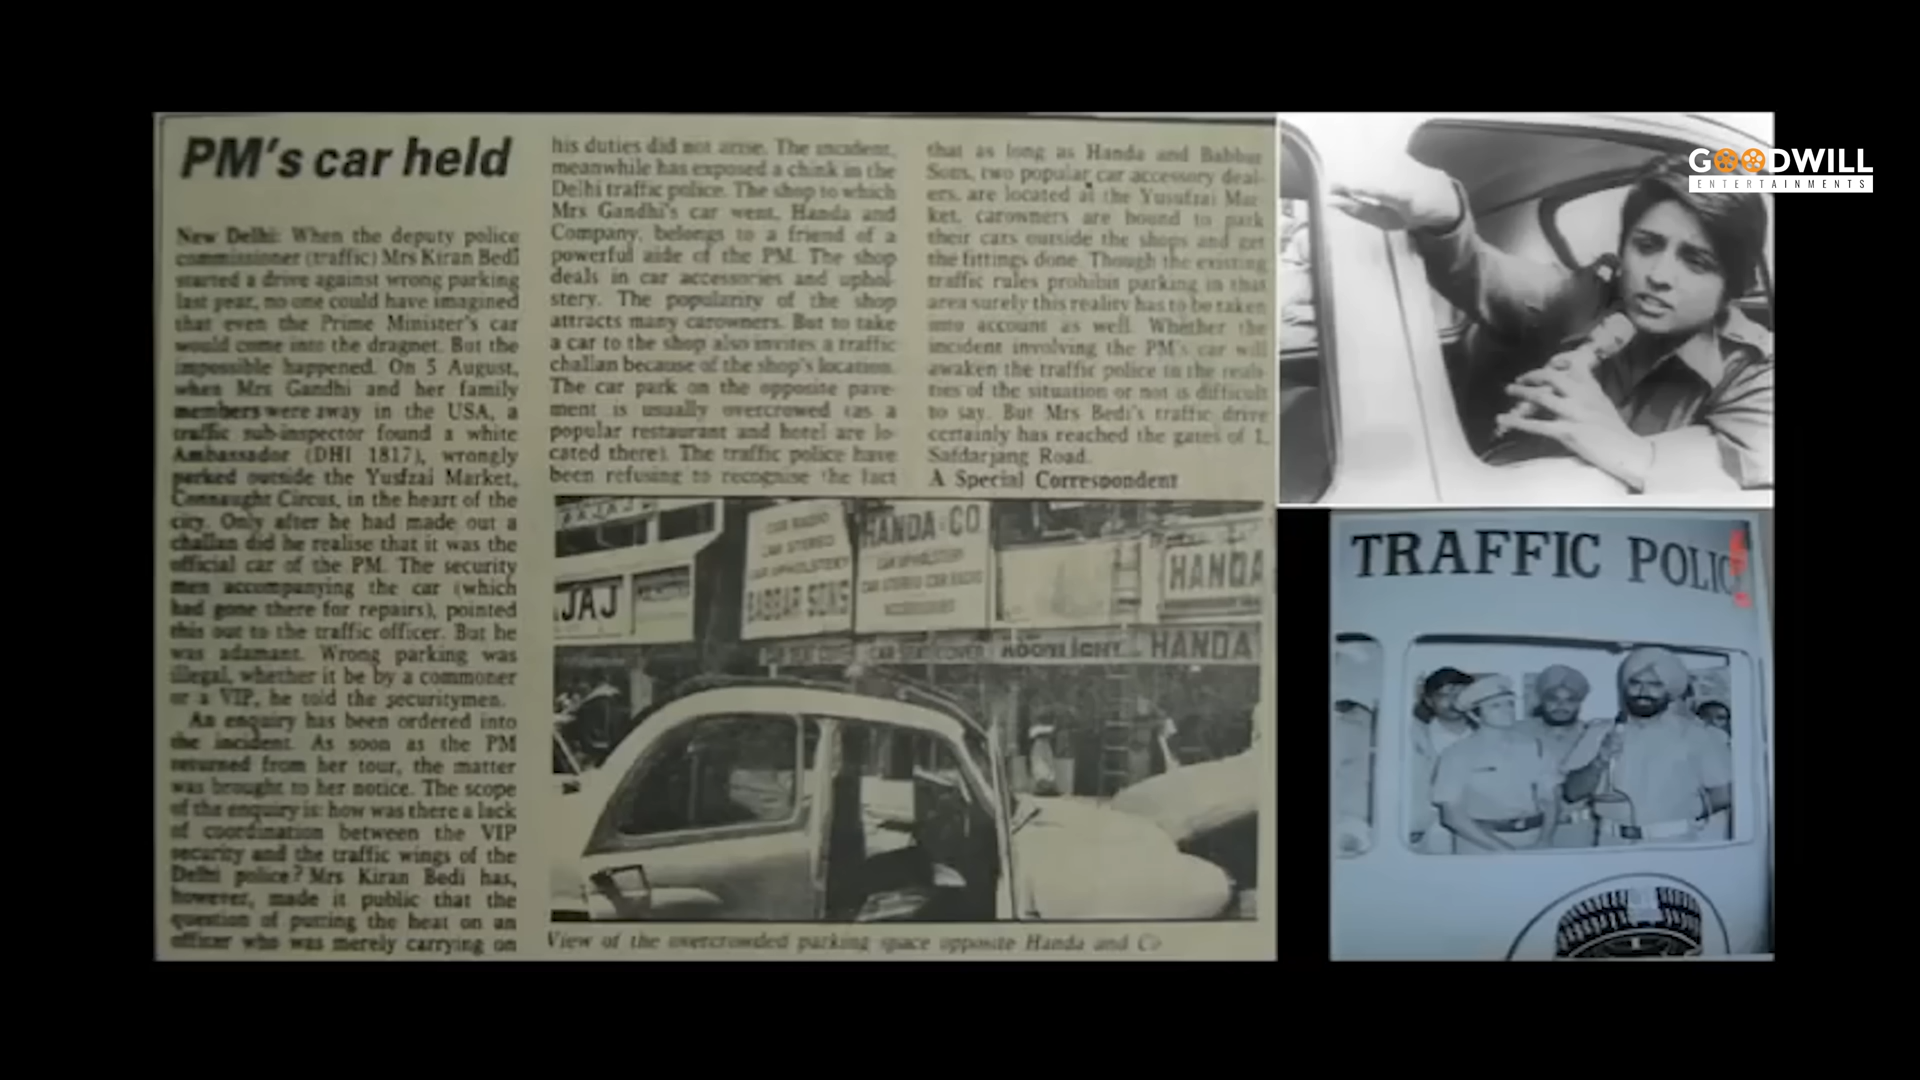 PM's car held
New Delhi: When the deputy police
commissioner (traffic) Mrs Kiran Bedi
started a drive against wrong parking
last year, no one could have imagined
that even the Prime Minister's car
would come into the dragnet. But the
impossible happened. On 5 August,
when Mrs Gandhi and her family
members were away in the USA, a
traffic sub-inspector found a white
Ambassador (DHI 1817), wrongly
parked outside the Yusfzai Market,
Connaught Circus, in the heart of the
city. Only after he had made out a
challan did he realise that it was the
official car of the PM. The security
men accompanying the car (which
had gone there for repairs), pointed
this out to the traffic officer. But he
was adamant. Wrong parking was
illegal, whether it be by a commoner
or a VIP, he told the securitymen.
An enquiry has been ordered into
the incident. As soon as the PM
returned from her tour, the matter
was brought to her notice. The scope
of the enquiry is: how was there a lack
of coordination between the VIP
security and the traffic wings of the
Delhi police? Mrs Kiran Bedi has,
however, made it public that the
question of putting the heat on an
officer who was merely carrying on
his duties did not arise. The incident,
meanwhile has exposed a chink in the
Delhi traffic police. The shop to which
Mrs Gandhi's car went, Handa and
Company, belongs to a friend of a
powerful aide of the PM. The shop
deals in car accessories and uphol-
stery. The popularity of the shop
attracts many carowners. But to take
a car to the shop also invites a traffic
challan because of the shop's location.
The car park on the opposite pave-
ment is usually overcrowed (as a
popular restaurant and hotel are lo-
cated there). The traffic police have
been refusing to recognise the fact
that as long as Handa and Babbar
Sons, two popular car accessory deal-
ers, are located at the Yusufzai Mar-
ket, carowners are bound to park
their cars outside the shops and get
the fittings done. Though the existing
traffic rules prohibit parking in that
area surely this reality has to be taken
into account as well. Whether the
incident involving the PM's car will
awaken the traffic police to the reali-
ties of the situation or not is difficult
to say. But Mrs Bedi's traffic drive
certainly has reached the gates of 1,
Safdarjang Road.
A Special Correspondent
JAJ
CAR RADIO
CAR STEREO
CAR UPHOLSTERY
BABBAR SONS
HANDA & CO
CAR UPHOLSTERY
CAR STEREO CAR RADIO
HANDA
CAR SEAT COVER
MOONLIGHT
HANDA
View of the overcrowded parking space opposite Handa and Co
GOODWILL
ENTERTAINMENTS
TRAFFIC POLIC